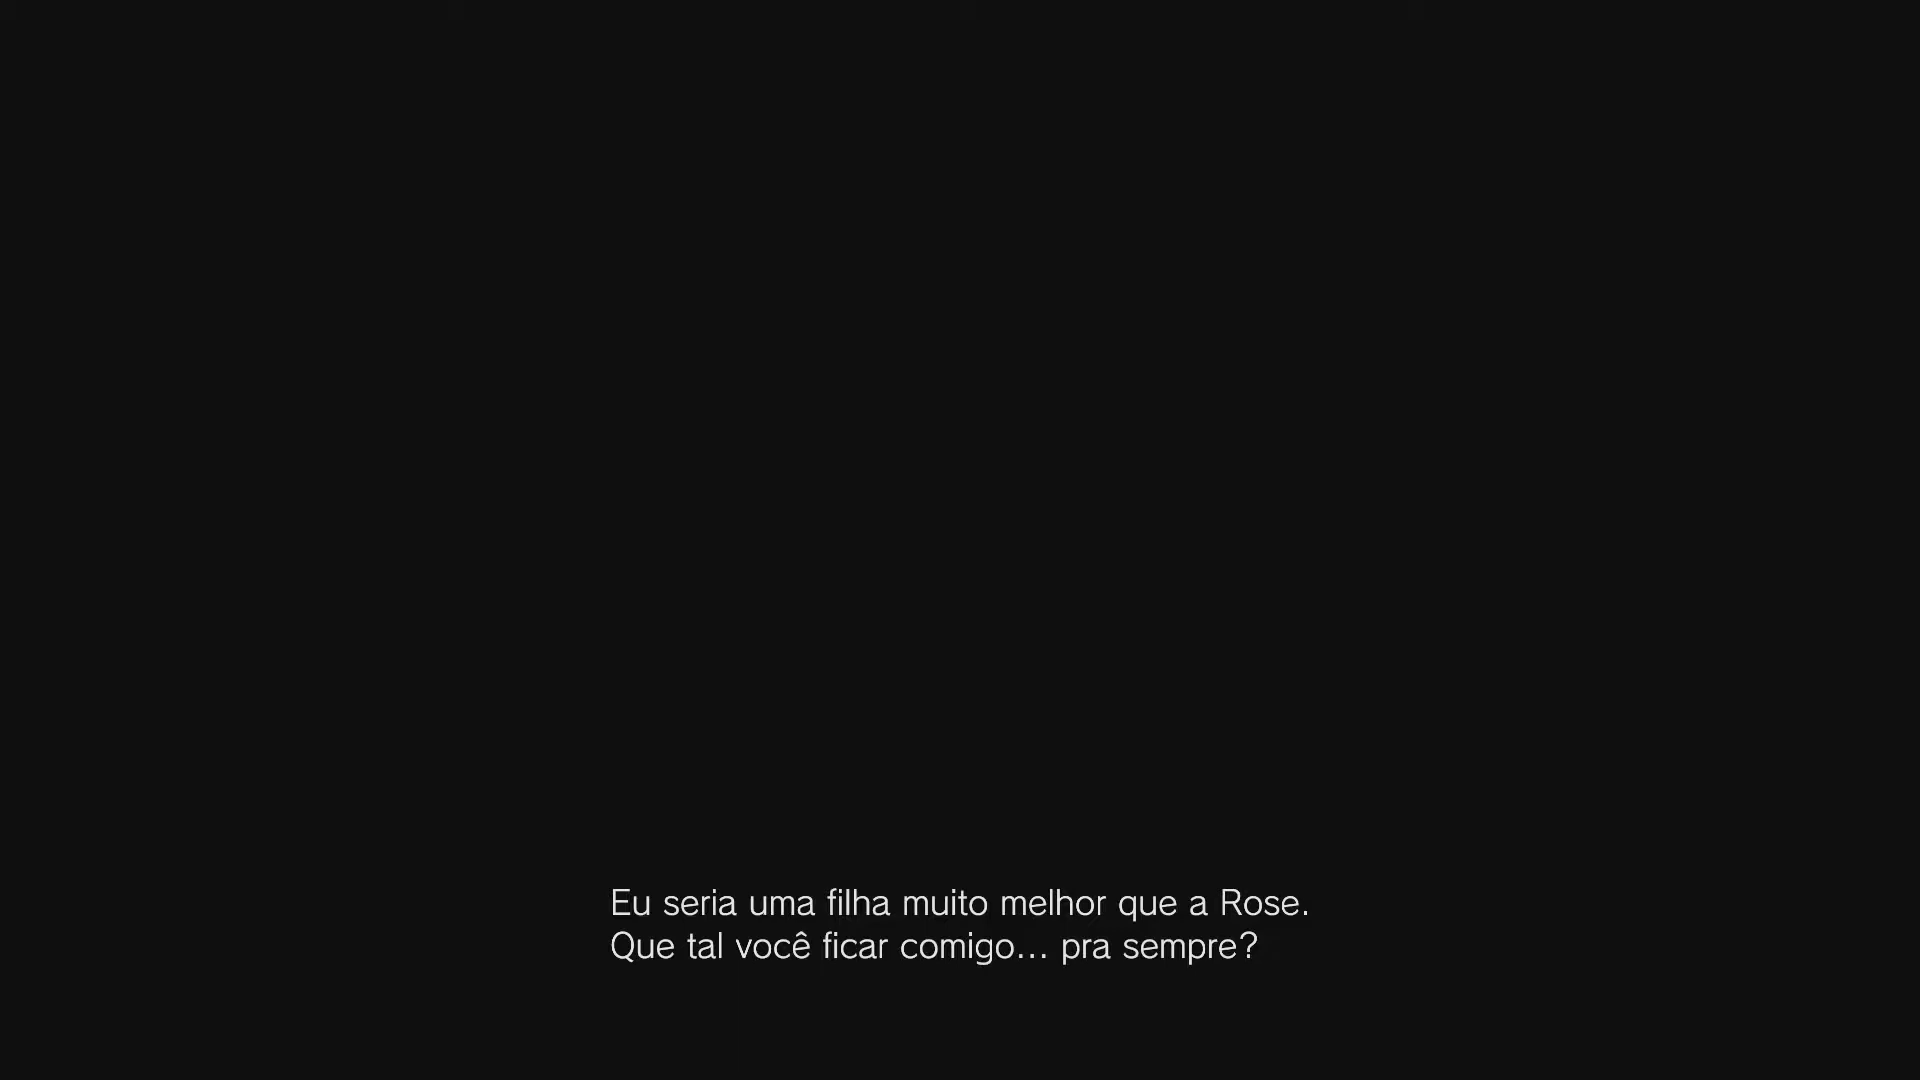 Eu seria uma filha muito melhor que a Rose.
Que tal você ficar comigo... pra sempre?